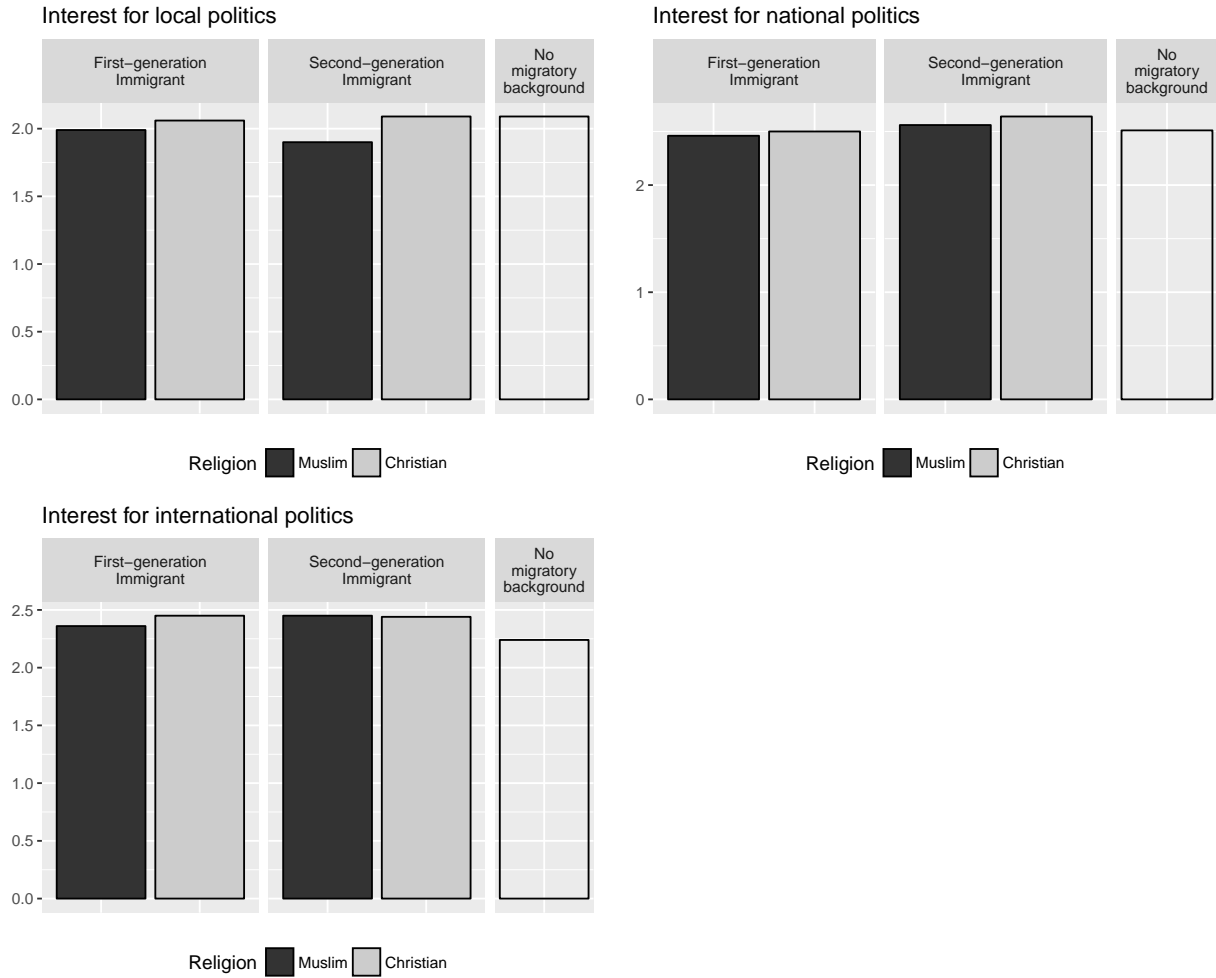 Interest for local politics
First−generation
Immigrant
Second−generation
Immigrant
No
migratory
background
2.0
1.5
1.0
0.5
0.0
Religion Muslim Christian
Interest for national politics
First−generation
Immigrant
Second−generation
Immigrant
No
migratory
background
2
1
0
Religion Muslim Christian
Interest for international politics
First−generation
Immigrant
Second−generation
Immigrant
No
migratory
background
2.5
2.0
1.5
1.0
0.5
0.0
Religion Muslim Christian